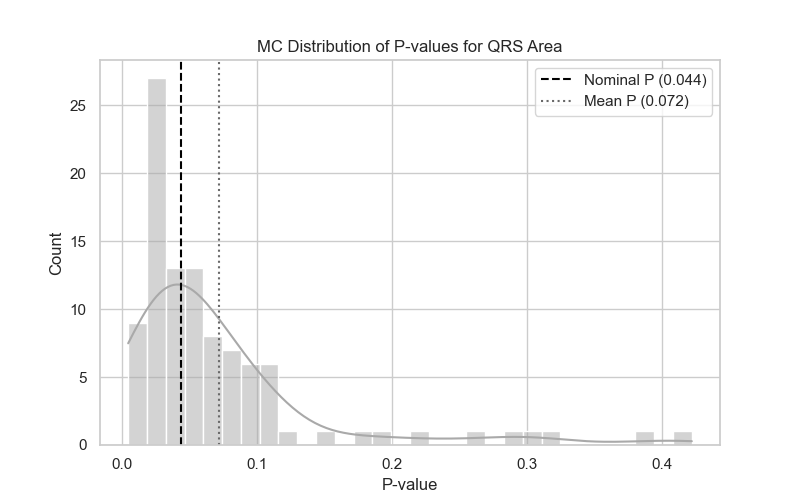 MC Distribution of P-values for QRS Area
Nominal P (0.044)
Mean P (0.072)
Count
25
20
15
10
5
0
0.0 0.1 0.2 0.3 0.4
P-value